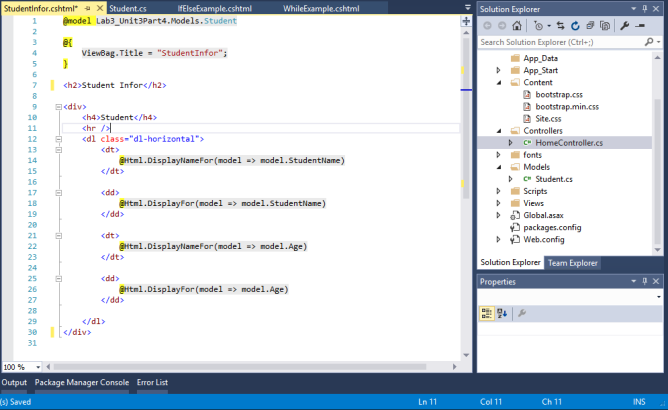 StudentInfor.cshtml* Student.cs IfElseExample.cshtml WhileExample.cshtml
1 @model Lab3_Unit3Part4.Models.Student
2
3 @{
4 ViewBag.Title = "StudentInfor";
5 }
6
7 <h2>Student Infor</h2>
8
9 <div>
10 <h4>Student</h4>
11 <hr />
12 <dl class="dl-horizontal">
13 <dt>
14 @Html.DisplayNameFor(model => model.StudentName)
15 </dt>
16
17 <dd>
18 @Html.DisplayFor(model => model.StudentName)
19 </dd>
20
21 <dt>
22 @Html.DisplayNameFor(model => model.Age)
23 </dt>
24
25 <dd>
26 @Html.DisplayFor(model => model.Age)
27 </dd>
28
29 </dl>
30 </div>
31
100 %
Output Package Manager Console Error List
(s) Saved Ln 11 Col 11 Ch 11 INS
Solution Explorer
Search Solution Explorer (Ctrl+;)
App_Data
App_Start
Content
bootstrap.css
bootstrap.min.css
Site.css
Controllers
C# HomeController.cs
fonts
Models
C# Student.cs
Scripts
Views
Global.asax
packages.config
Web.config
Solution Explorer Team Explorer
Properties